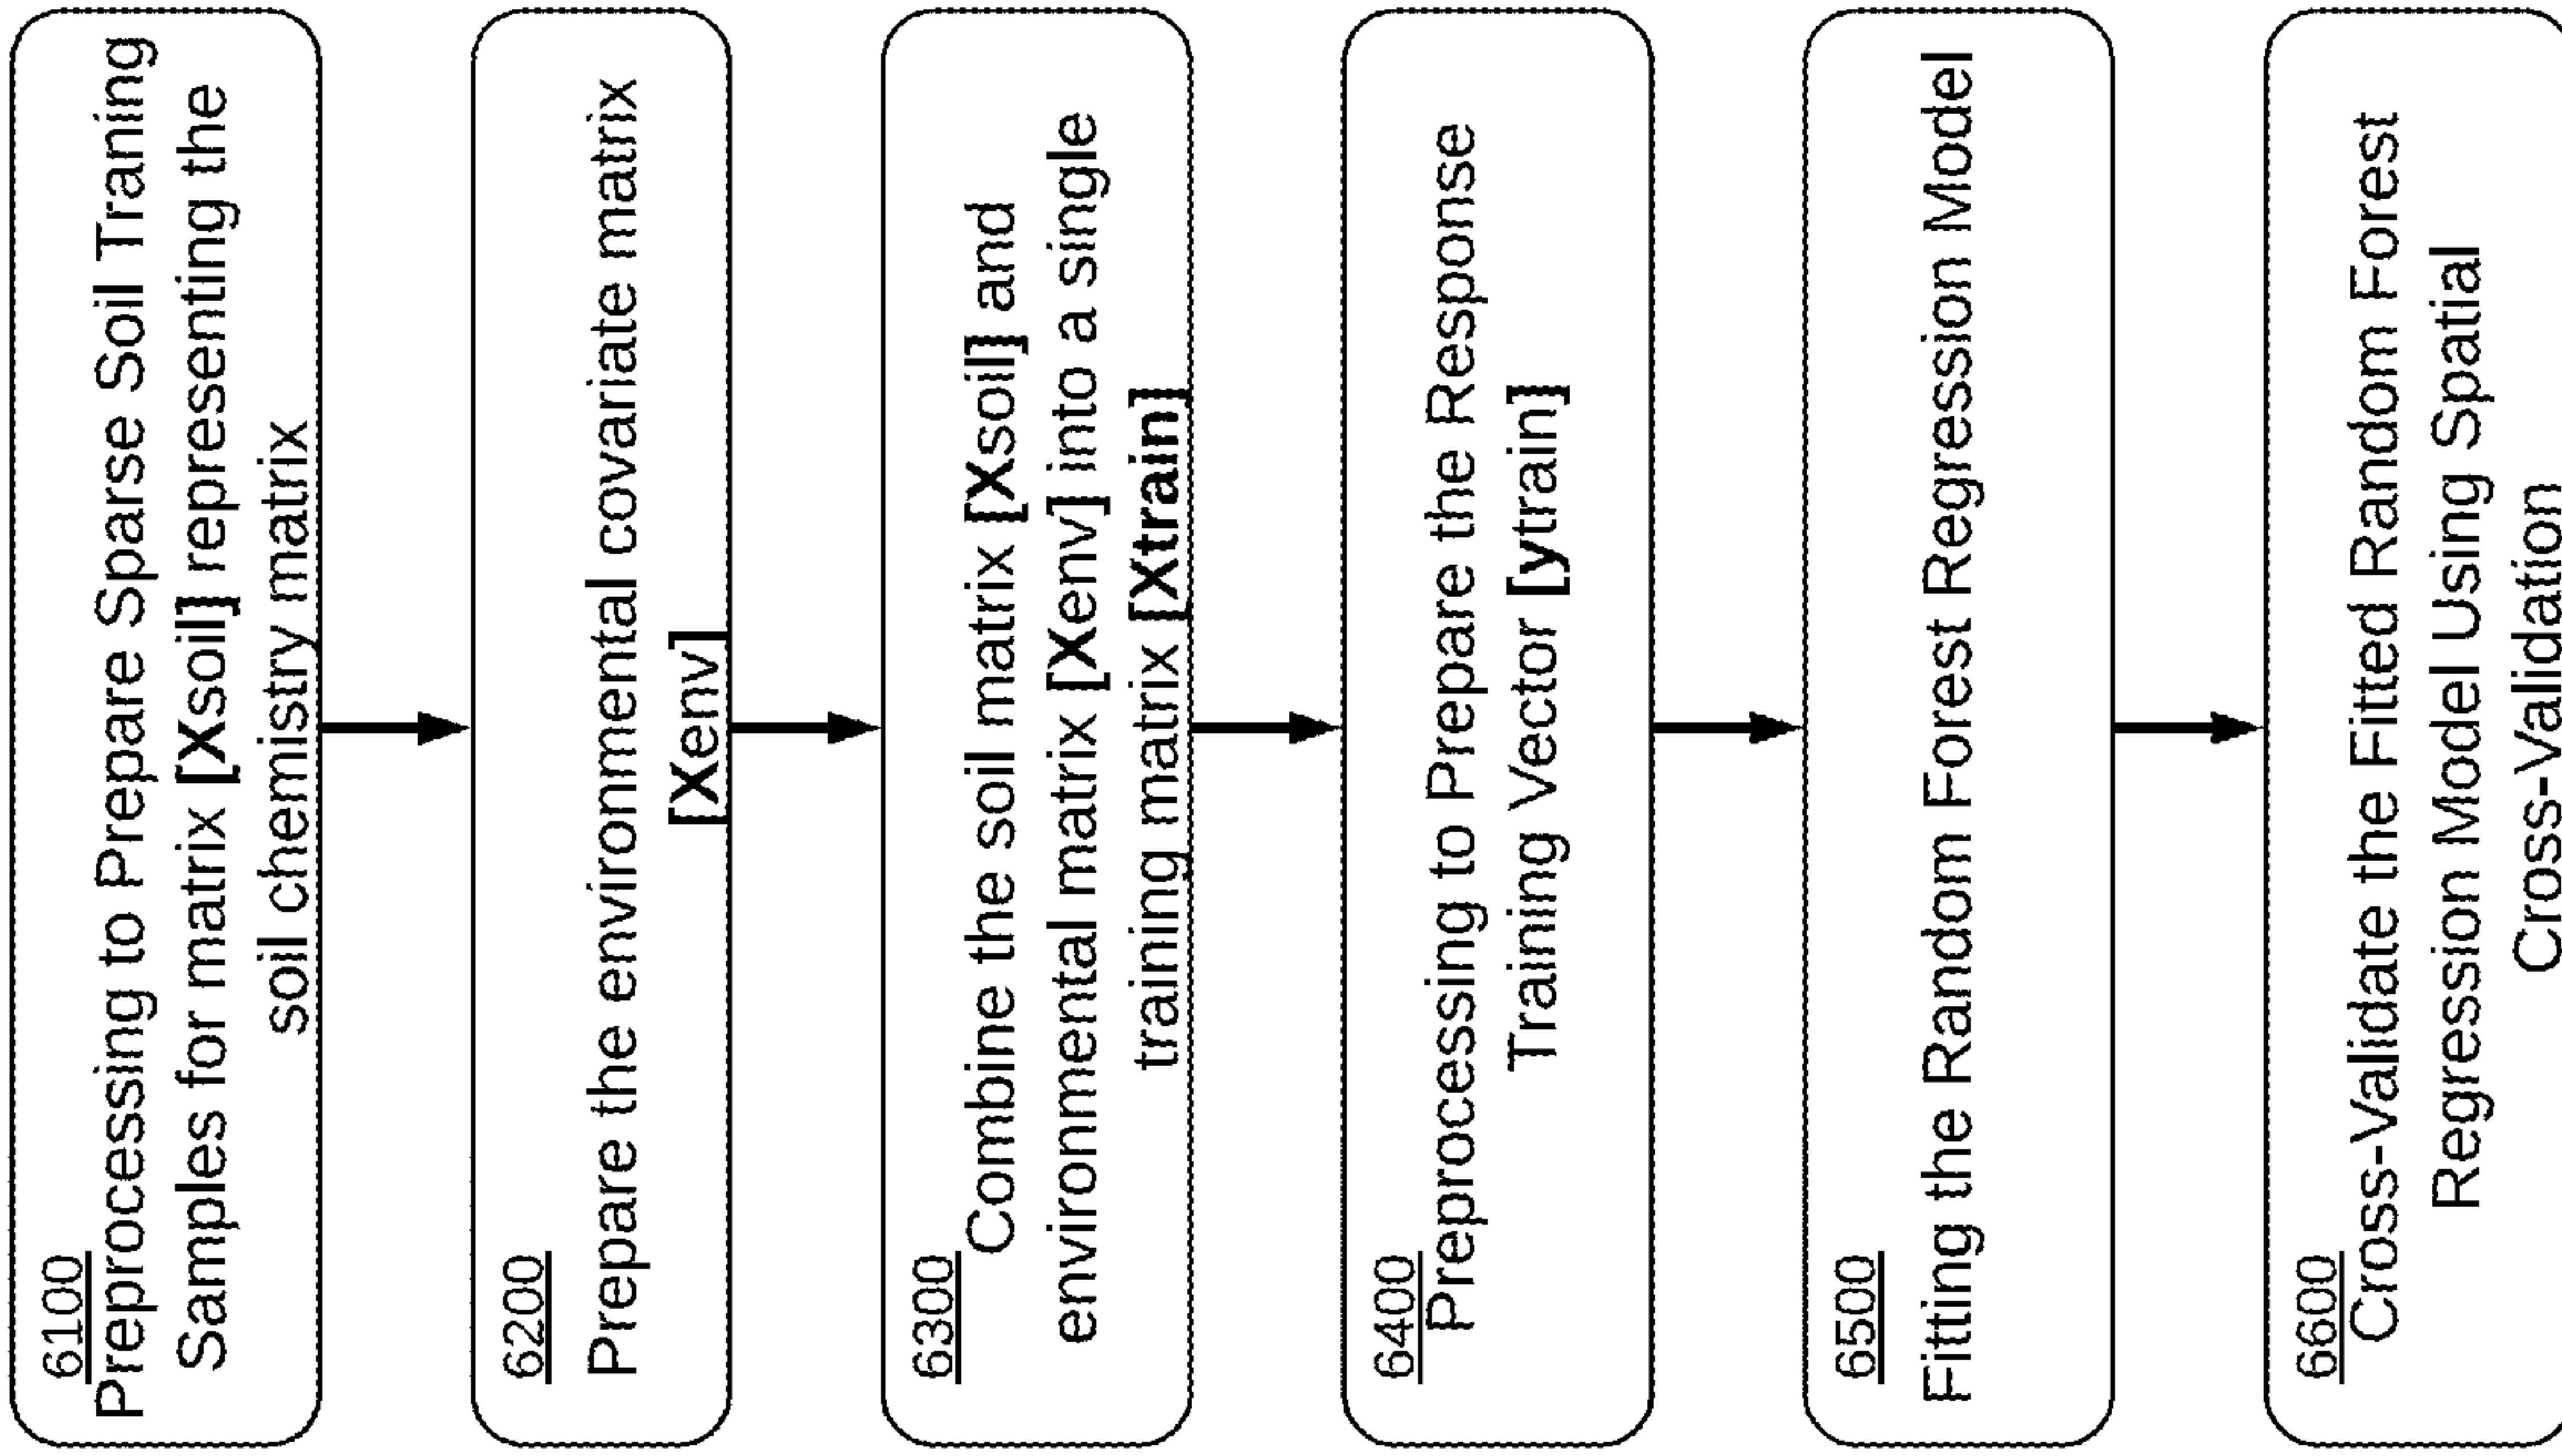 6100
Preprocessing to Prepare Sparse Soil Training
Samples for matrix [Xsoil] representing the
soil chemistry matrix
6200
Prepare the environmental covariate matrix
[Xenv]
6300
Combine the soil matrix [Xsoil] and
environmental matrix [Xenv] into a single
training matrix [Xtrain]
6400
Preprocessing to Prepare the Response
Training Vector [ytrain]
6500
Fitting the Random Forest Regression Model
6600
Cross-Validate the Fitted Random Forest
Regression Model Using Spatial
Cross-Validation